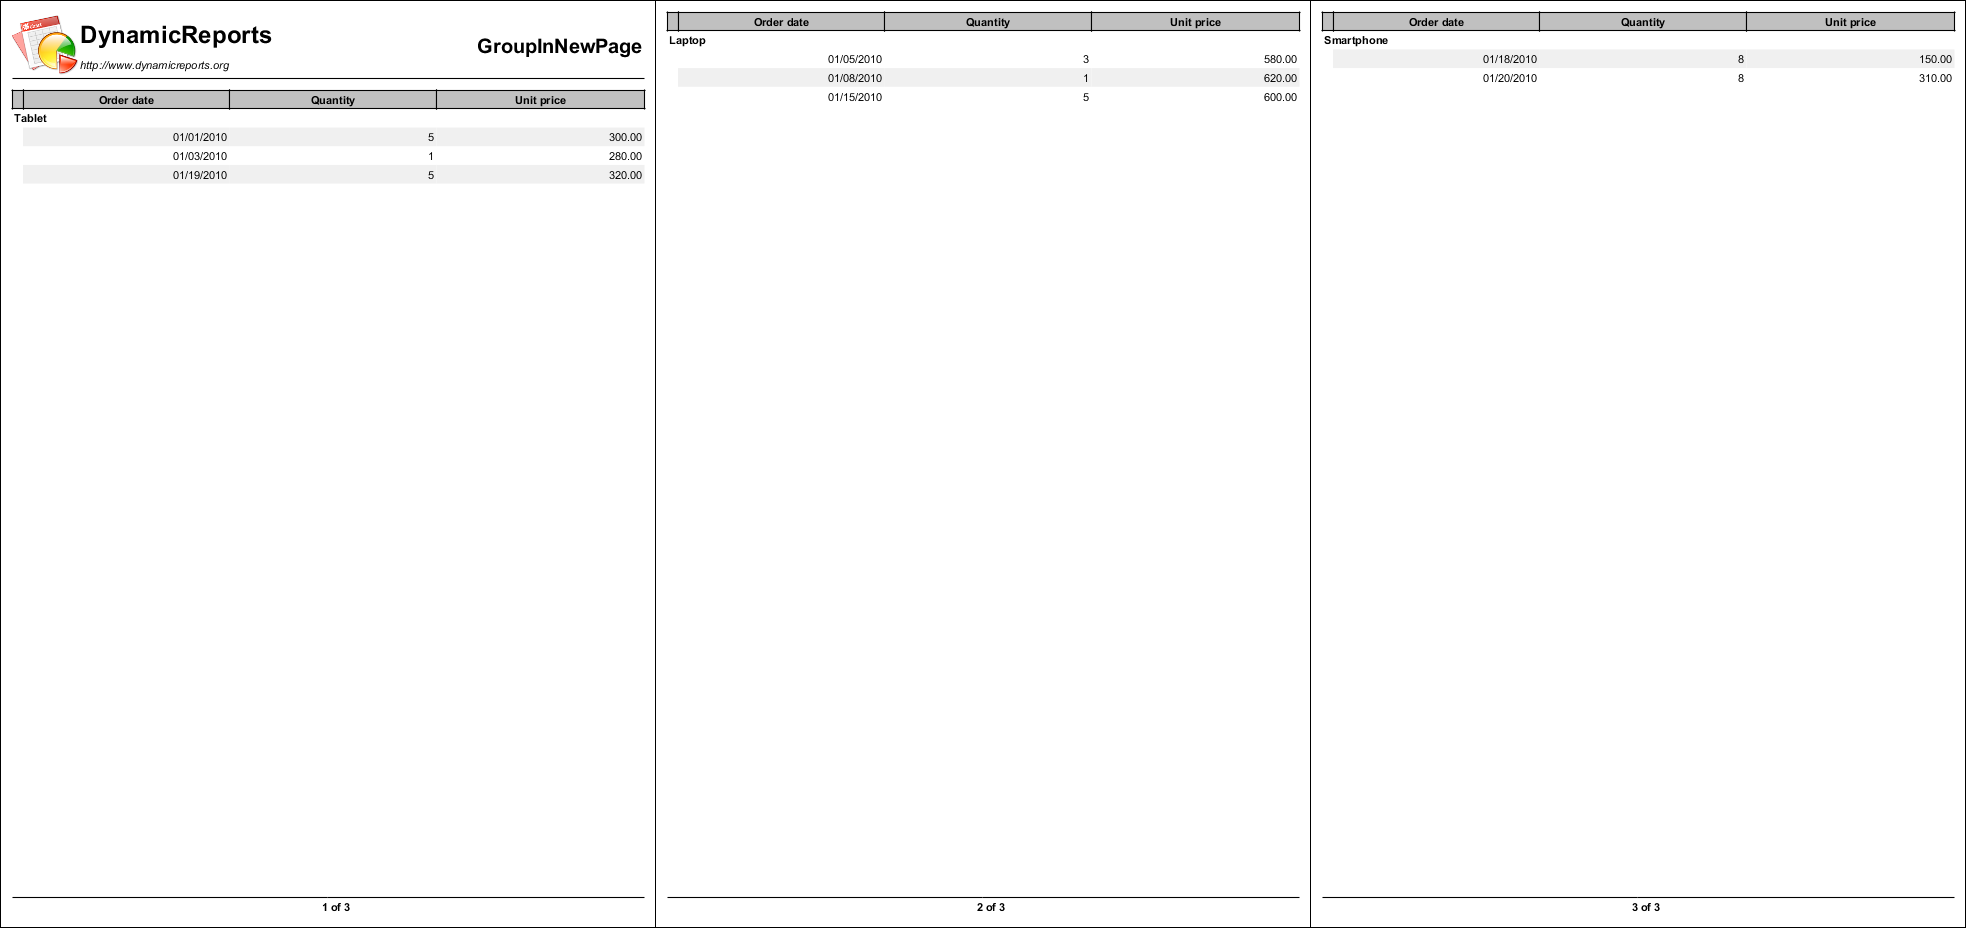 DynamicReports
http://www.dynamicreports.org
GroupInNewPage
Order date Quantity Unit price
Tablet
01/01/2010 5 300.00
01/03/2010 1 280.00
01/19/2010 5 320.00
1 of 3
Order date Quantity Unit price
Laptop
01/05/2010 3 580.00
01/08/2010 1 620.00
01/15/2010 5 600.00
2 of 3
Order date Quantity Unit price
Smartphone
01/18/2010 8 150.00
01/20/2010 8 310.00
3 of 3